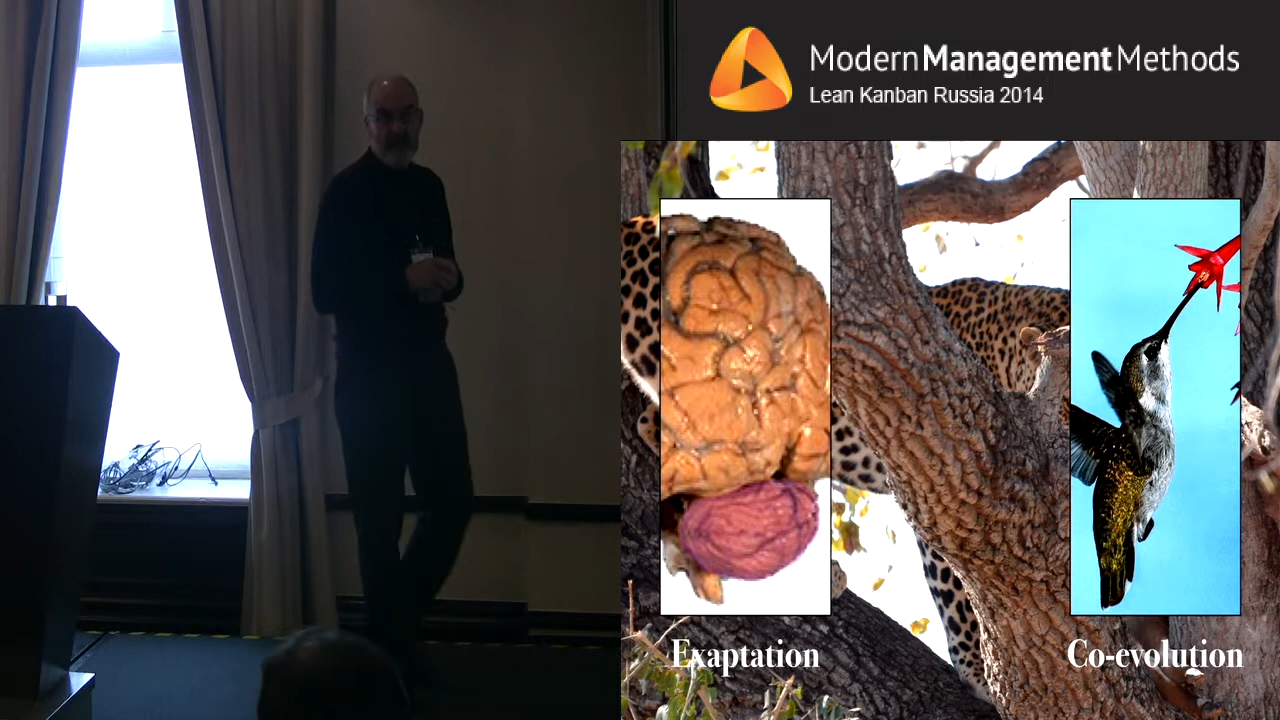 Modern Management Methods
Lean Kanban Russia 2014
Exaptation
Co-evolution